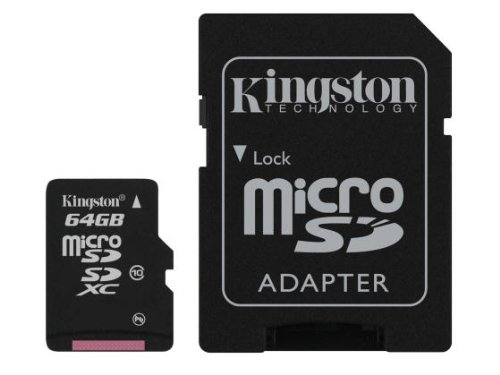 Kingston®
64GB
micro
SD
SD
XC
10
Kingston
TECHNOLOGY
Lock
micro
SD
ADAPTER